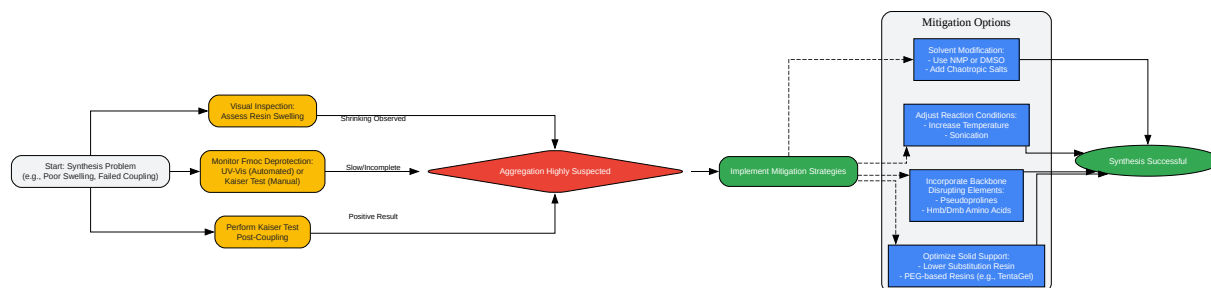 Mitigation Options
Solvent Modification:
- Use NMP or DMSO
- Add Chaotropic Salts
Visual Inspection:
Assess Resin Swelling
Shrinking Observed
Adjust Reaction Conditions:
- Increase Temperature
- Sonication
Start: Synthesis Problem
(e.g., Poor Swelling, Failed Coupling)
Monitor Fmoc Deprotection:
UV-Vis (Automated) or
Kaiser Test (Manual)
Slow/Incomplete
Aggregation Highly Suspected
Implement Mitigation Strategies
Synthesis Successful
Incorporate Backbone
Disrupting Elements:
- Pseudoprolines
- Hmb/Dmb Amino Acids
Perform Kaiser Test
Post-Coupling
Positive Result
Optimize Solid Support:
- Lower Substitution Resin
- PEG-based Resins (e.g., TentaGel)